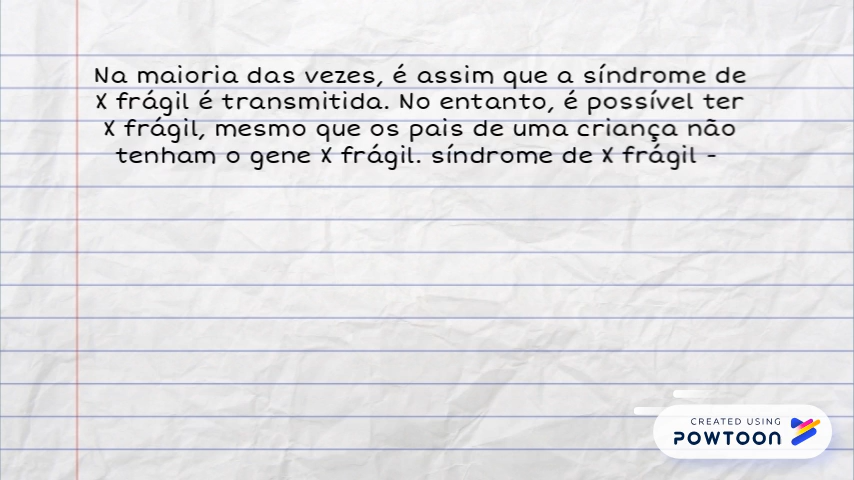 Na maioria das vezes, é assim que a síndrome de
X frágil é transmitida. No entanto, é possível ter
X frágil, mesmo que os pais de uma criança não
tenham o gene X frágil. síndrome de X frágil -
CREATED USING
POWTOON